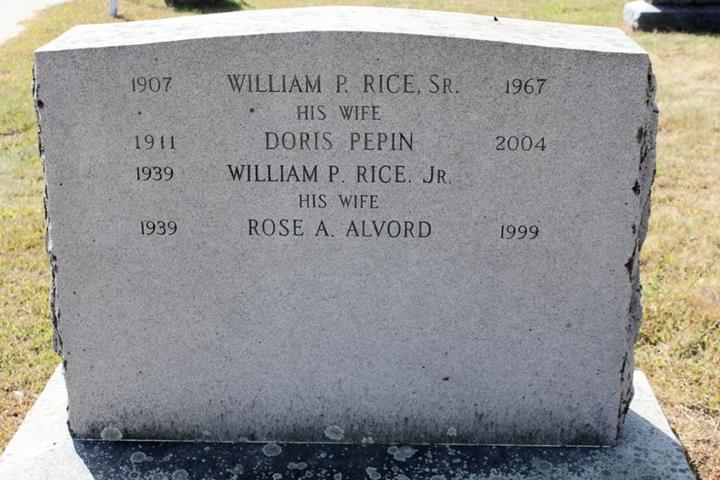 1907 WILLIAM P. RICE, SR. 1967
HIS WIFE
1911 DORIS PEPIN 2004
1939 WILLIAM P. RICE. JR.
HIS WIFE
1939 ROSE A. ALVORD 1999